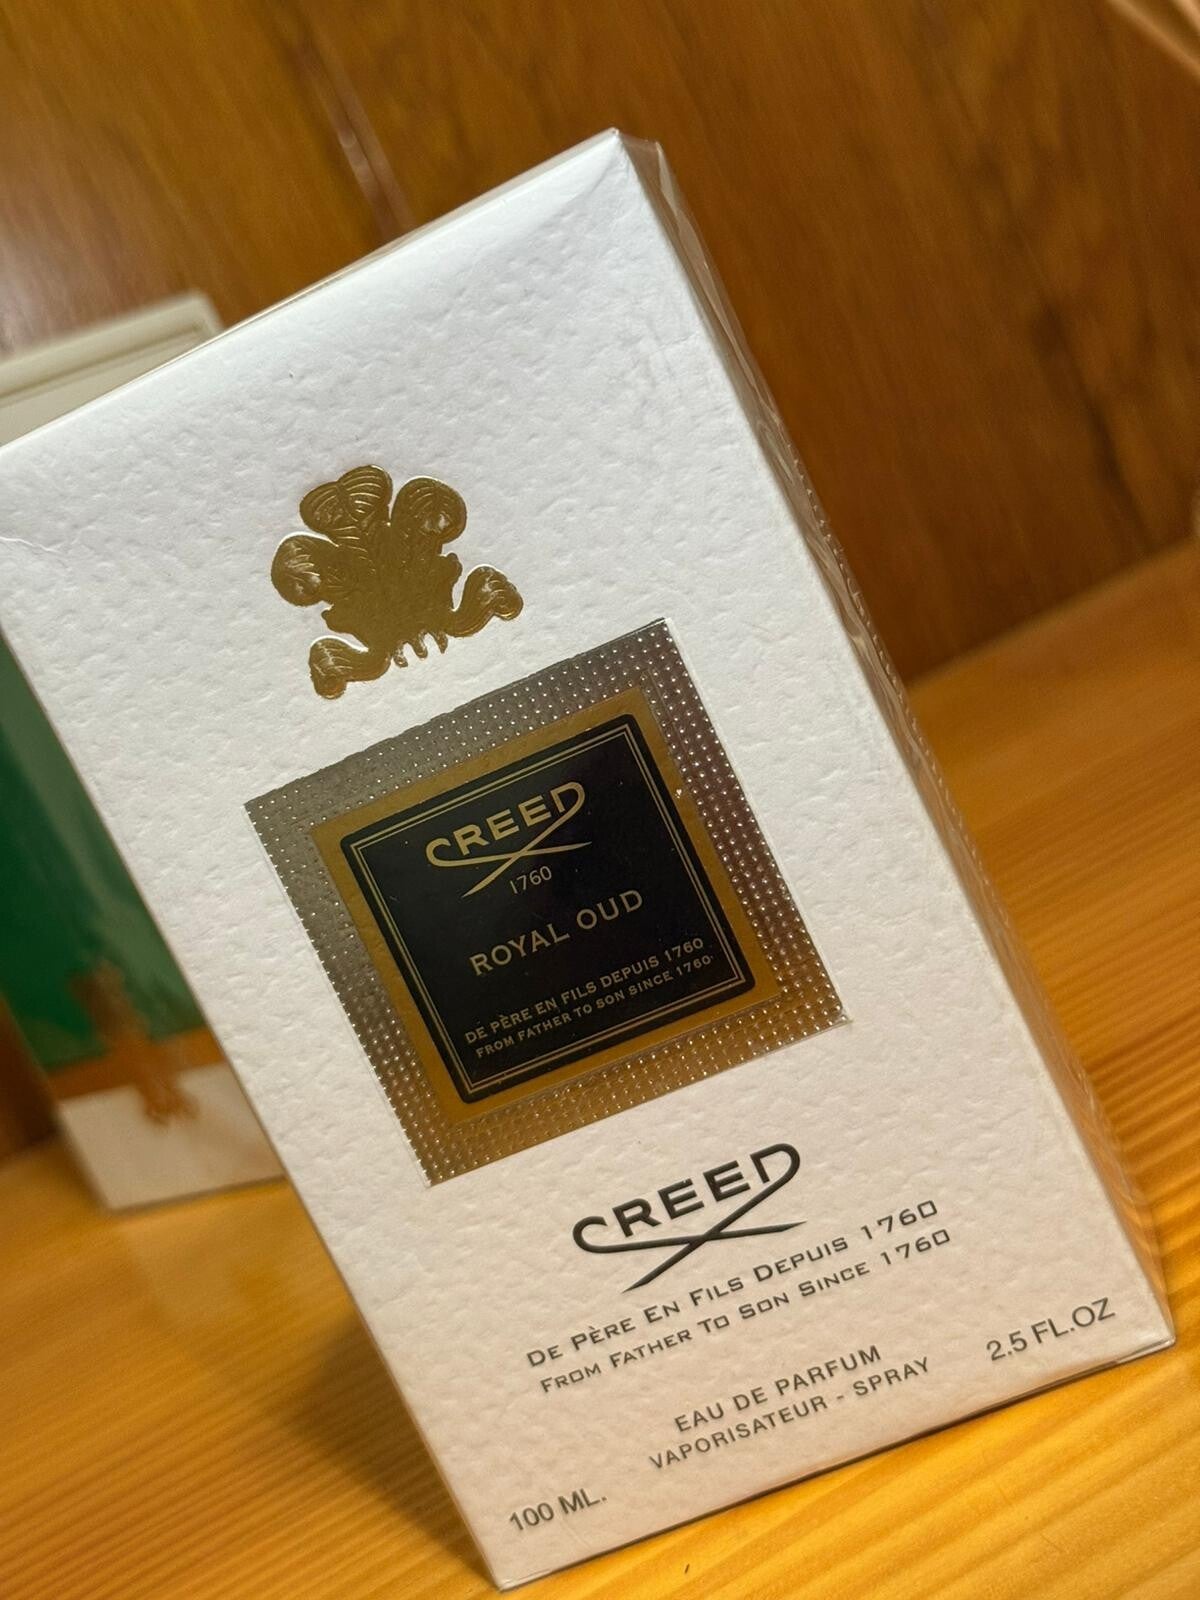 CREED
1760
ROYAL OUD
DE PÈRE EN FILS DEPUIS 1760
FROM FATHER TO SON SINCE 1760
CREED
DE PÈRE EN FILS DEPUIS 1760
FROM FATHER TO SON SINCE 1760
EAU DE PARFUM
VAPORISATEUR - SPRAY
100 ML.
2.5 FL.OZ